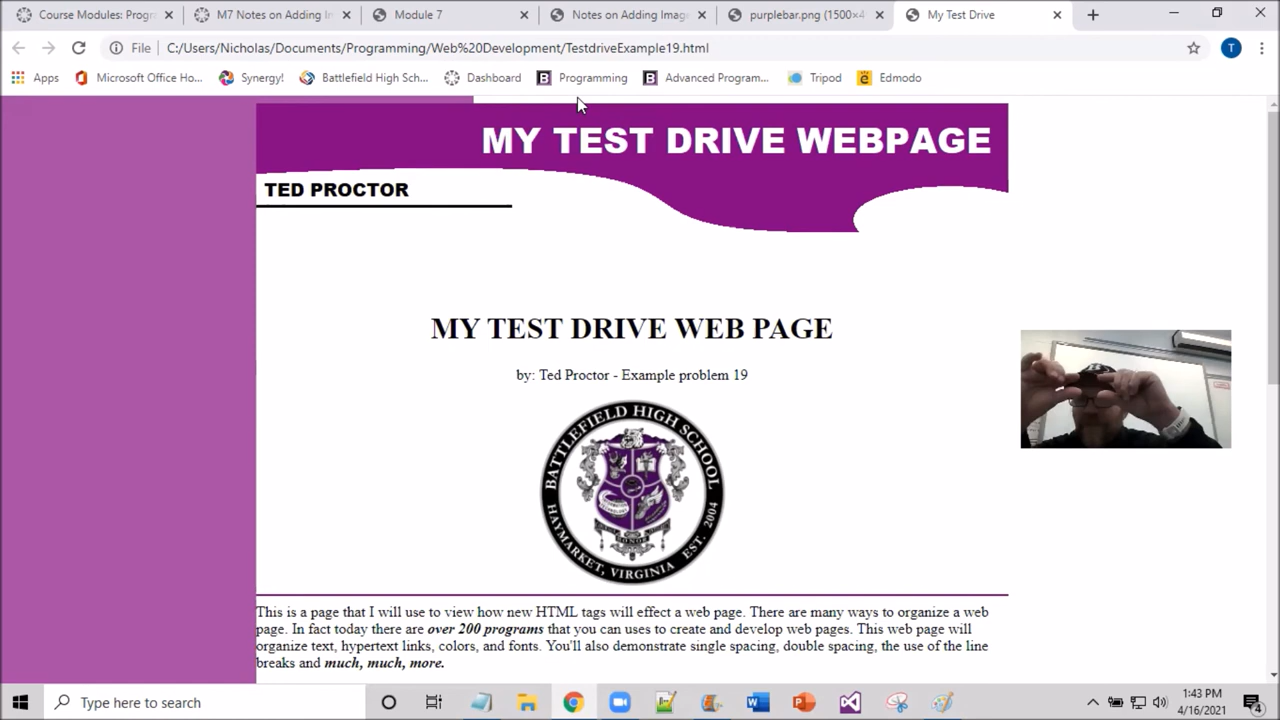 Course Modules: Progr
M7 Notes on Adding In
Module 7
Notes on Adding Imag
purplebar.png (1500×4
My Test Drive
File
C:/Users/Nicholas/Documents/Programming/Web%20Development/TestdriveExample19.html
T
Apps
Microsoft Office Ho...
Synergy!
Battlefield High Sch...
Dashboard
B
Programming
B
Advanced Program...
Tripod
e
Edmodo
MY TEST DRIVE WEBPAGE
TED PROCTOR
MY TEST DRIVE WEB PAGE
by: Ted Proctor - Example problem 19
BATTLEFIELD HIGH SCHOOL
HAYMARKET, VIRGINIA EST. 2004
This is a page that I will use to view how new HTML tags will effect a web page. There are many ways to organize a web
page. In fact today there are over 200 programs that you can uses to create and develop web pages. This web page will
organize text, hypertext links, colors, and fonts. You'll also demonstrate single spacing, double spacing, the use of the line
breaks and much, much, more.
Type here to search
1:43 PM
4/16/2021
4